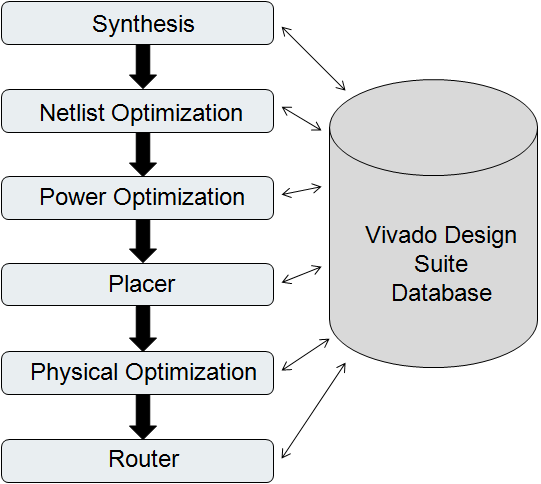 Synthesis
Netlist Optimization
Power Optimization
Placer
Physical Optimization
Router
Vivado Design
Suite
Database